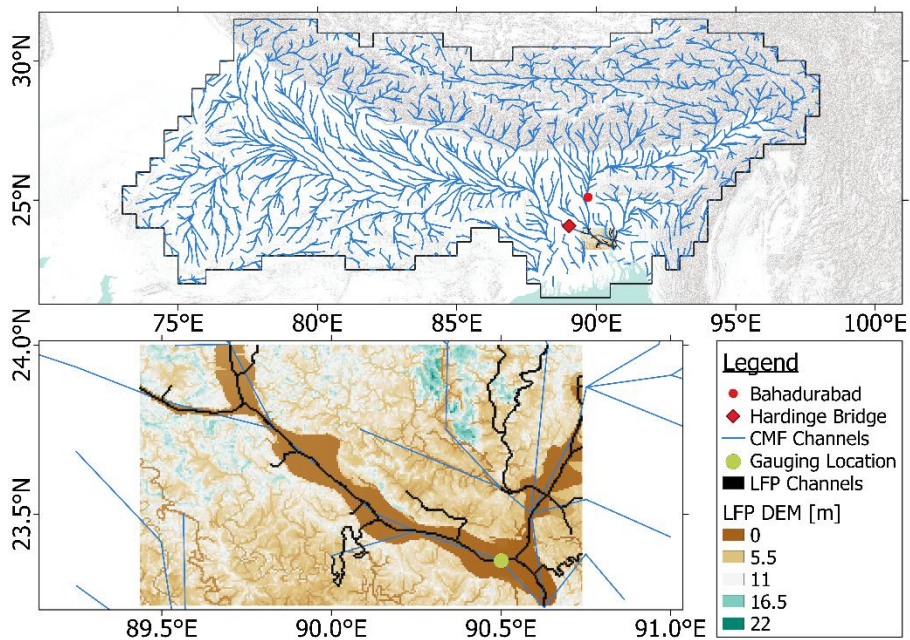 30°N
25°N
75°E 80°E 85°E 90°E 95°E 100°E
24.0°N
23.5°N
89.5°E 90.0°E 90.5°E 91.0°E
Legend
Bahadurabad
Hardinge Bridge
CMF Channels
Gauging Location
LFP Channels
LFP DEM [m]
0
5.5
11
16.5
22